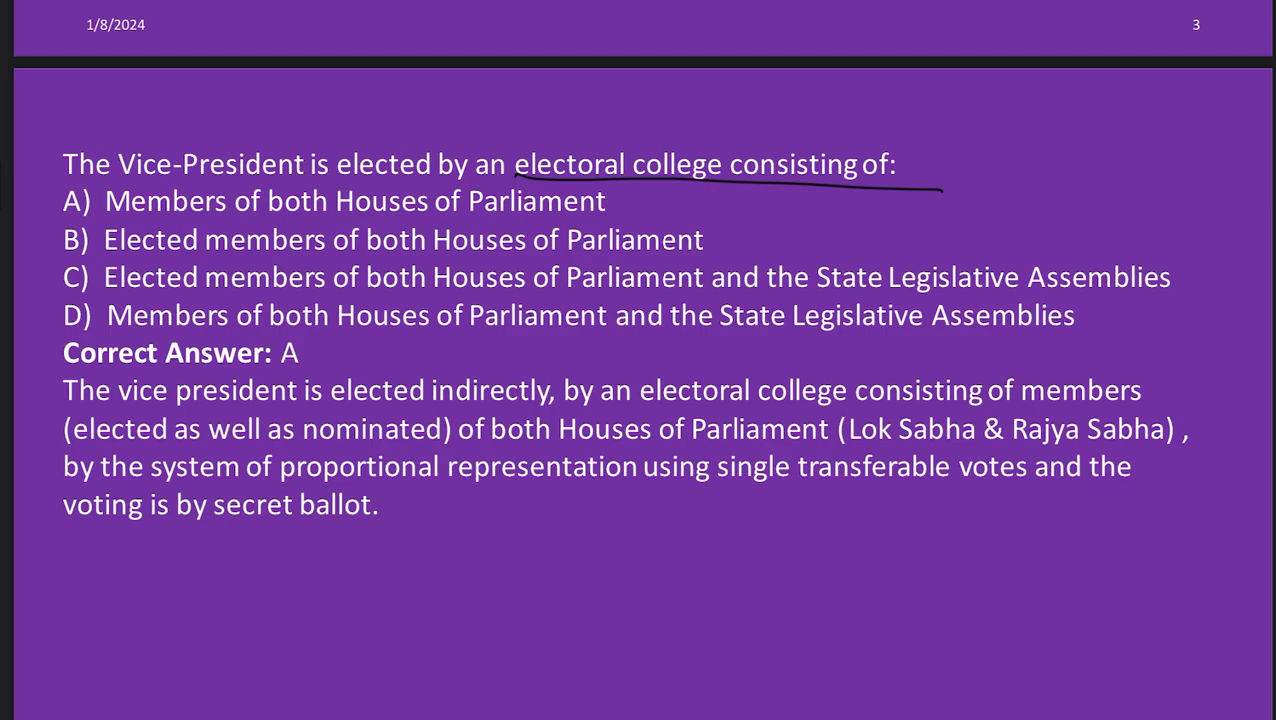 1/8/2024
3
The Vice-President is elected by an electoral college consisting of:
A) Members of both Houses of Parliament
B) Elected members of both Houses of Parliament
C) Elected members of both Houses of Parliament and the State Legislative Assemblies
D) Members of both Houses of Parliament and the State Legislative Assemblies
Correct Answer: A
The vice president is elected indirectly, by an electoral college consisting of members
(elected as well as nominated) of both Houses of Parliament (Lok Sabha & Rajya Sabha) ,
by the system of proportional representation using single transferable votes and the
voting is by secret ballot.